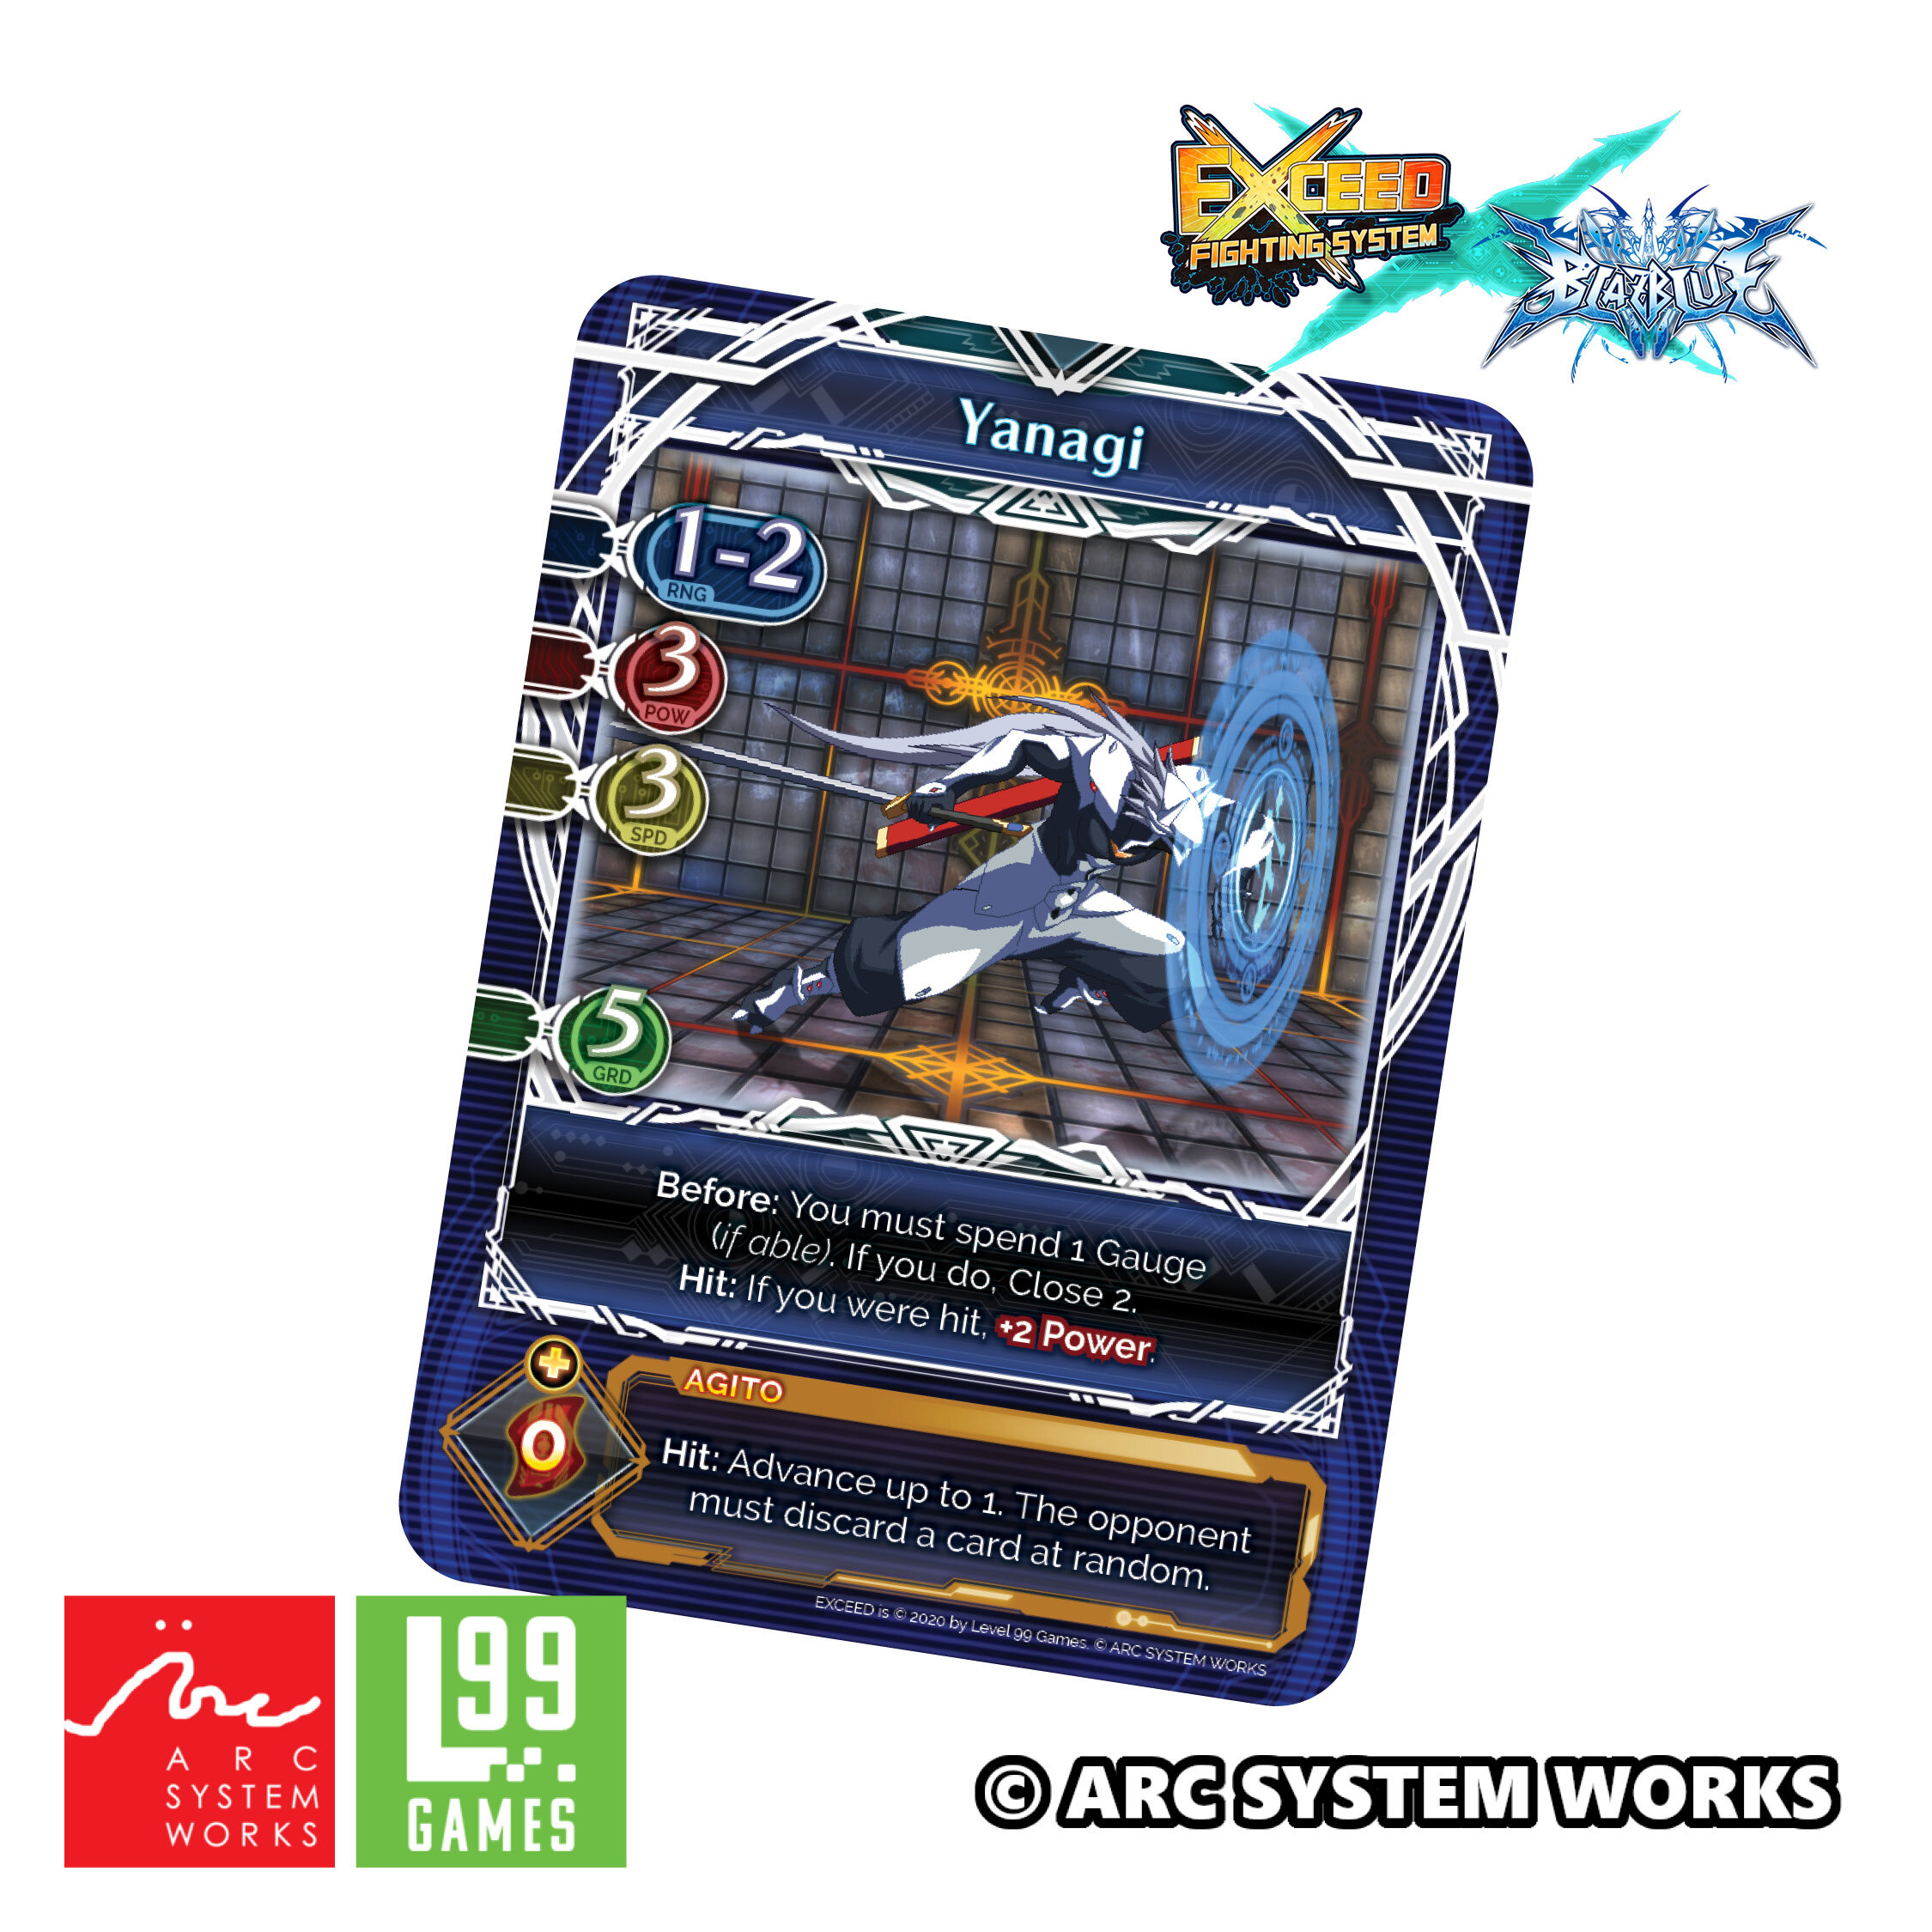 EXCEED
FIGHTING SYSTEM
BLAZBLUE
Yanagi
1-2
RNG
3
POW
3
SPD
5
GRD
Before: You must spend 1 Gauge
(if able). If you do, Close 2.
Hit: If you were hit, +2 Power.
+
0
AGITO
Hit: Advance up to 1. The opponent
must discard a card at random.
EXCEED is © 2020 by Level 99 Games. © ARC SYSTEM WORKS
Arc
ARC
SYSTEM
WORKS
L99
GAMES
© ARC SYSTEM WORKS